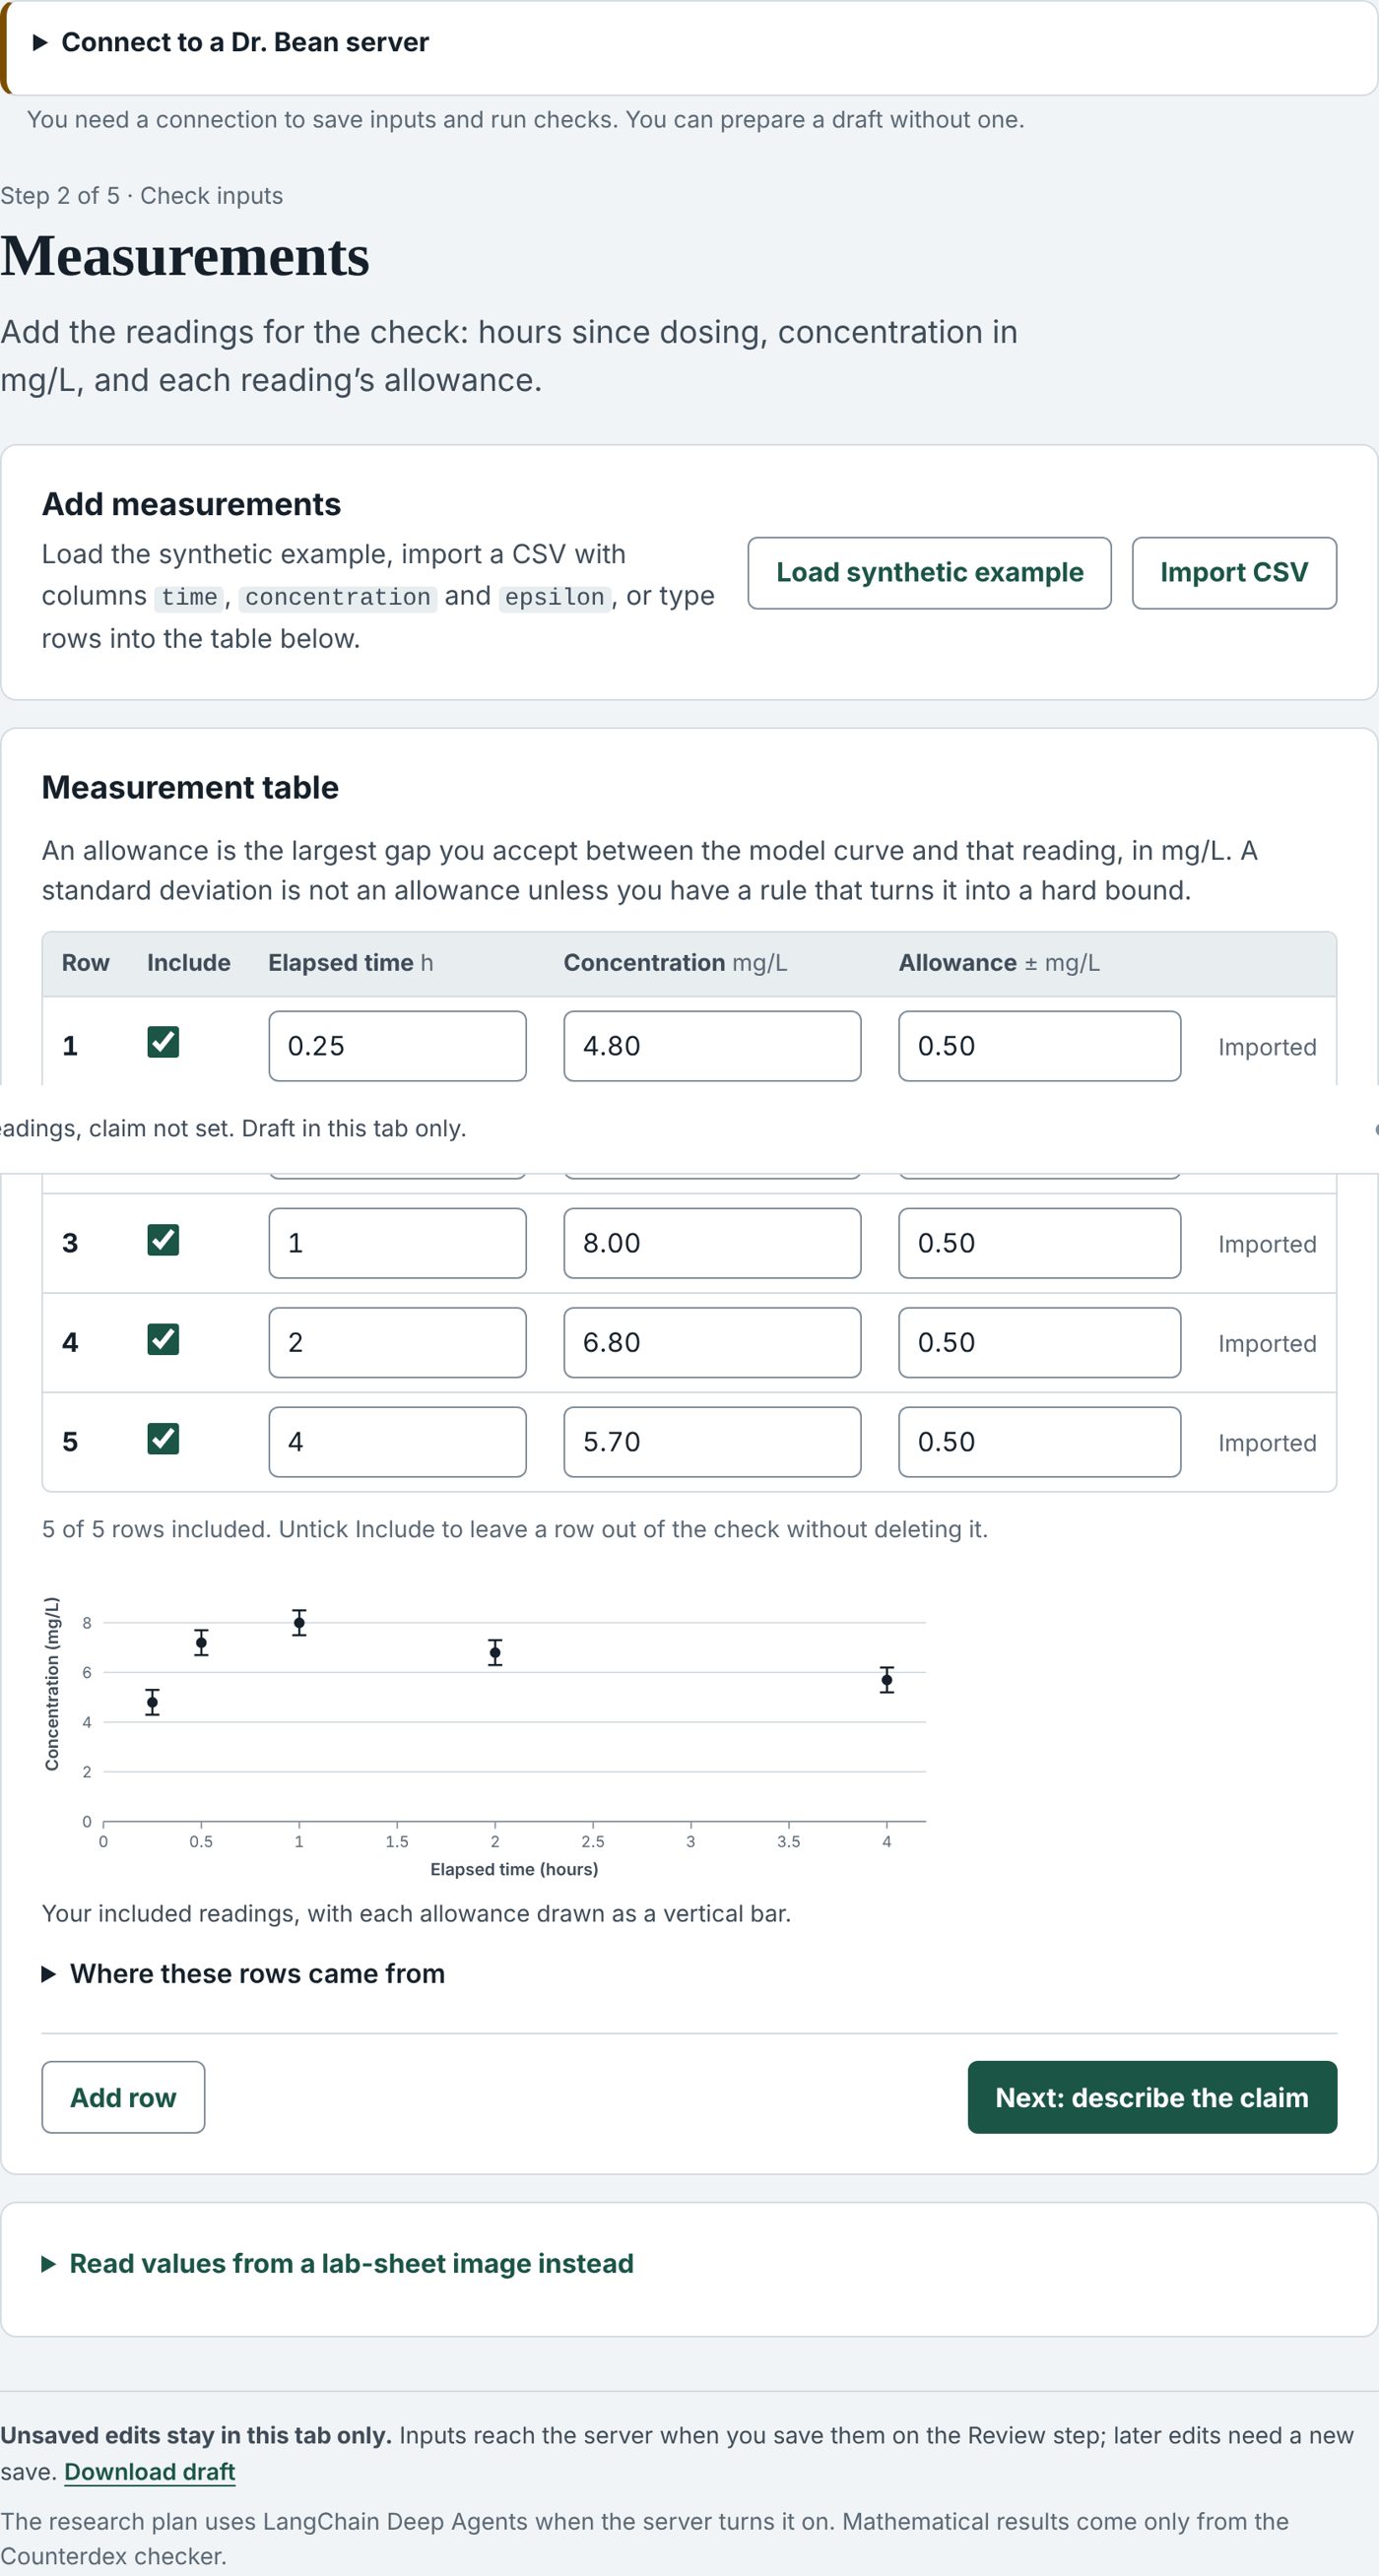 Connect to a Dr. Bean server
You need a connection to save inputs and run checks. You can prepare a draft without one.
Step 2 of 5 · Check inputs
Measurements
Add the readings for the check: hours since dosing, concentration in
mg/L, and each reading’s allowance.
Add measurements
Load the synthetic example, import a CSV with
columns time, concentration and epsilon, or type
rows into the table below.
Load synthetic example Import CSV
Measurement table
An allowance is the largest gap you accept between the model curve and that reading, in mg/L. A
standard deviation is not an allowance unless you have a rule that turns it into a hard bound.
Row Include Elapsed time h Concentration mg/L Allowance ± mg/L
1 0.25 4.80 0.50 Imported
eadings, claim not set. Draft in this tab only.
3 1 8.00 0.50 Imported
4 2 6.80 0.50 Imported
5 4 5.70 0.50 Imported
5 of 5 rows included. Untick Include to leave a row out of the check without deleting it.
Concentration (mg/L)
8
6
4
2
0
0 0.5 1 1.5 2 2.5 3 3.5 4
Elapsed time (hours)
Your included readings, with each allowance drawn as a vertical bar.
Where these rows came from
Add row Next: describe the claim
Read values from a lab-sheet image instead
Unsaved edits stay in this tab only. Inputs reach the server when you save them on the Review step; later edits need a new
save. Download draft
The research plan uses LangChain Deep Agents when the server turns it on. Mathematical results come only from the
Counterdex checker.